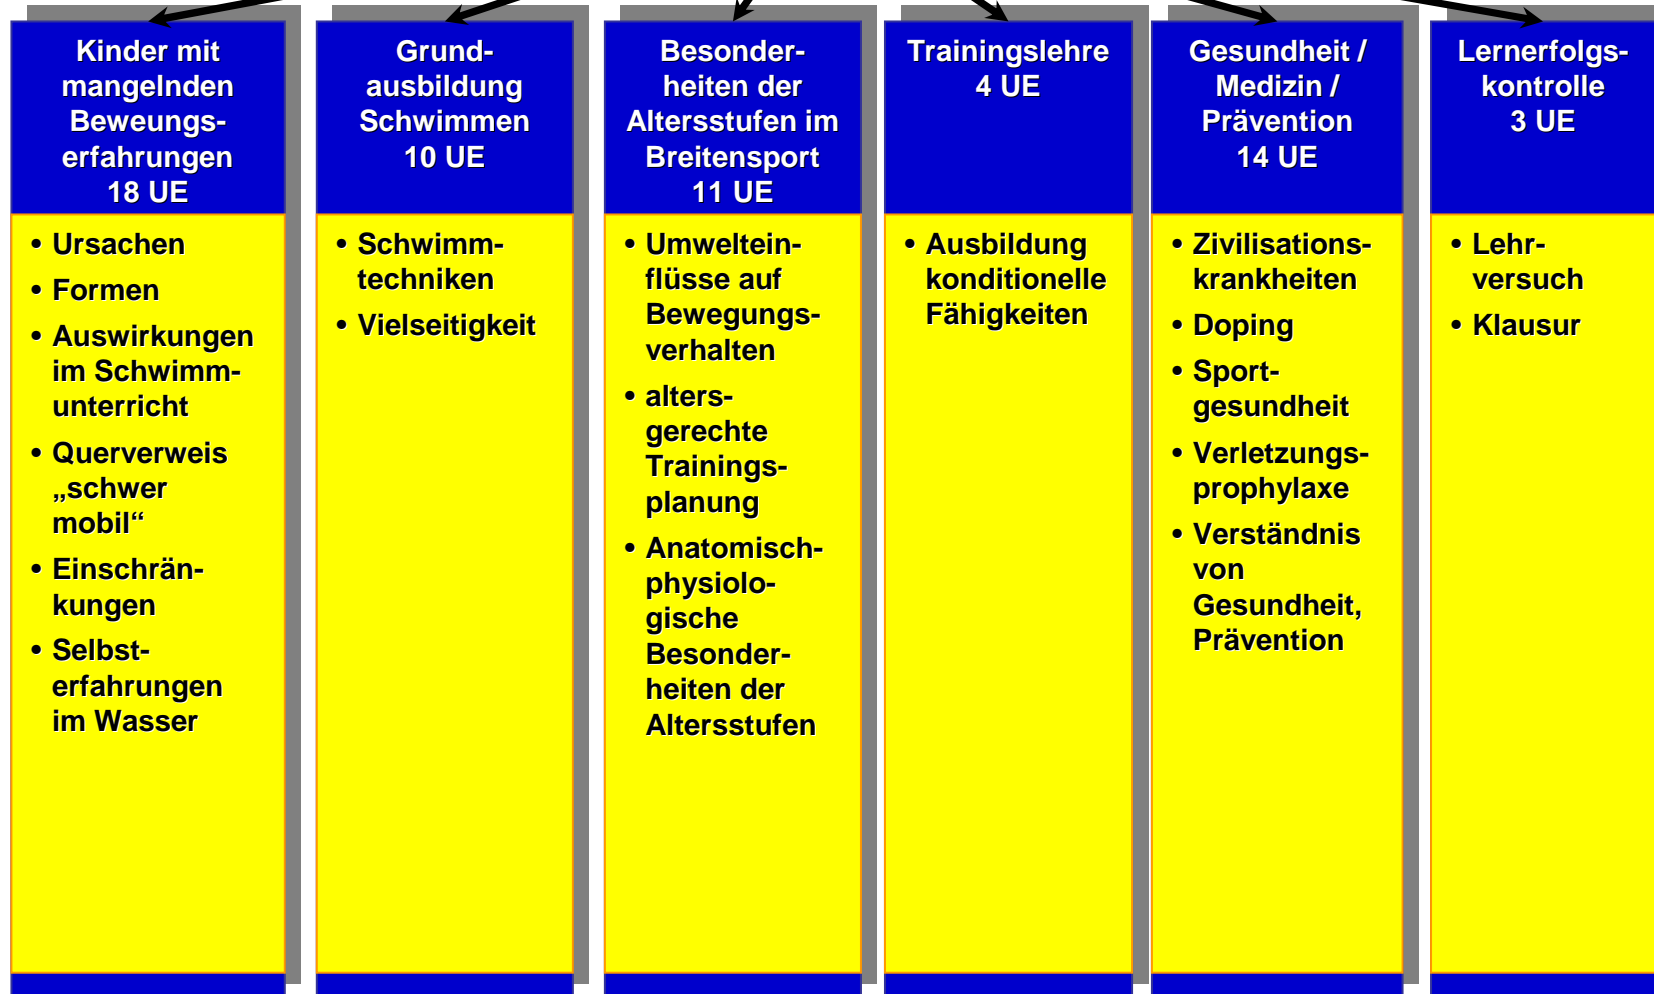 Kinder mit
mangelnden
Beweungs-
erfahrungen
18 UE
• Ursachen
• Formen
• Auswirkungen
im Schwimm-
unterricht
• Querverweis
„schwer
mobil“
• Einschrän-
kungen
• Selbst-
erfahrungen
im Wasser
Grund-
ausbildung
Schwimmen
10 UE
• Schwimm-
techniken
• Vielseitigkeit
Besonder-
heiten der
Altersstufen im
Breitensport
11 UE
• Umweltein-
flüsse auf
Bewegungs-
verhalten
• alters-
gerechte
Trainings-
planung
• Anatomisch-
physiolo-
gische
Besonder-
heiten der
Altersstufen
Trainingslehre
4 UE
• Ausbildung
konditionelle
Fähigkeiten
Gesundheit /
Medizin /
Prävention
14 UE
• Zivilisations-
krankheiten
• Doping
• Sport-
gesundheit
• Verletzungs-
prophylaxe
• Verständnis
von
Gesundheit,
Prävention
Lernerfolgs-
kontrolle
3 UE
• Lehr-
versuch
• Klausur